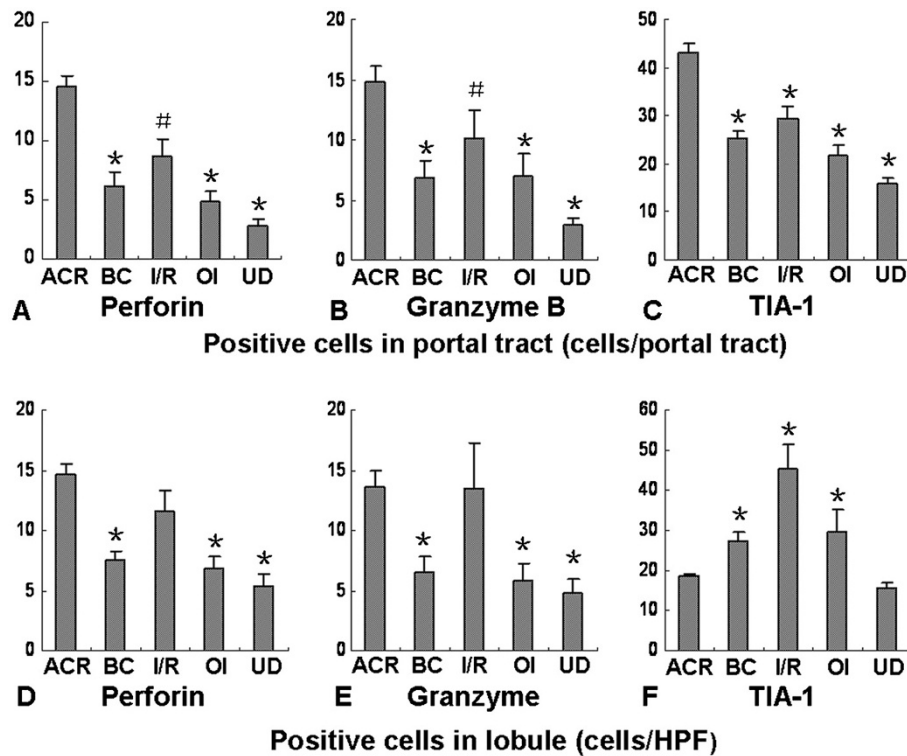 20 20 50
15 15 40
10 # 10 # 30
5 * * * 5 * * * 20 * * * *
0 0 10
0
ACR BC I/R OI UD ACR BC I/R OI UD ACR BC I/R OI UD
A Perforin B Granzyme B C TIA-1
Positive cells in portal tract (cells/portal tract)
20 20 60
15 15 50
10 10 40
5 * * * 5 * * * 30 * * *
0 0 20
10
0
ACR BC I/R OI UD ACR BC I/R OI UD ACR BC I/R OI UD
D Perforin E Granzyme F TIA-1
Positive cells in lobule (cells/HPF)